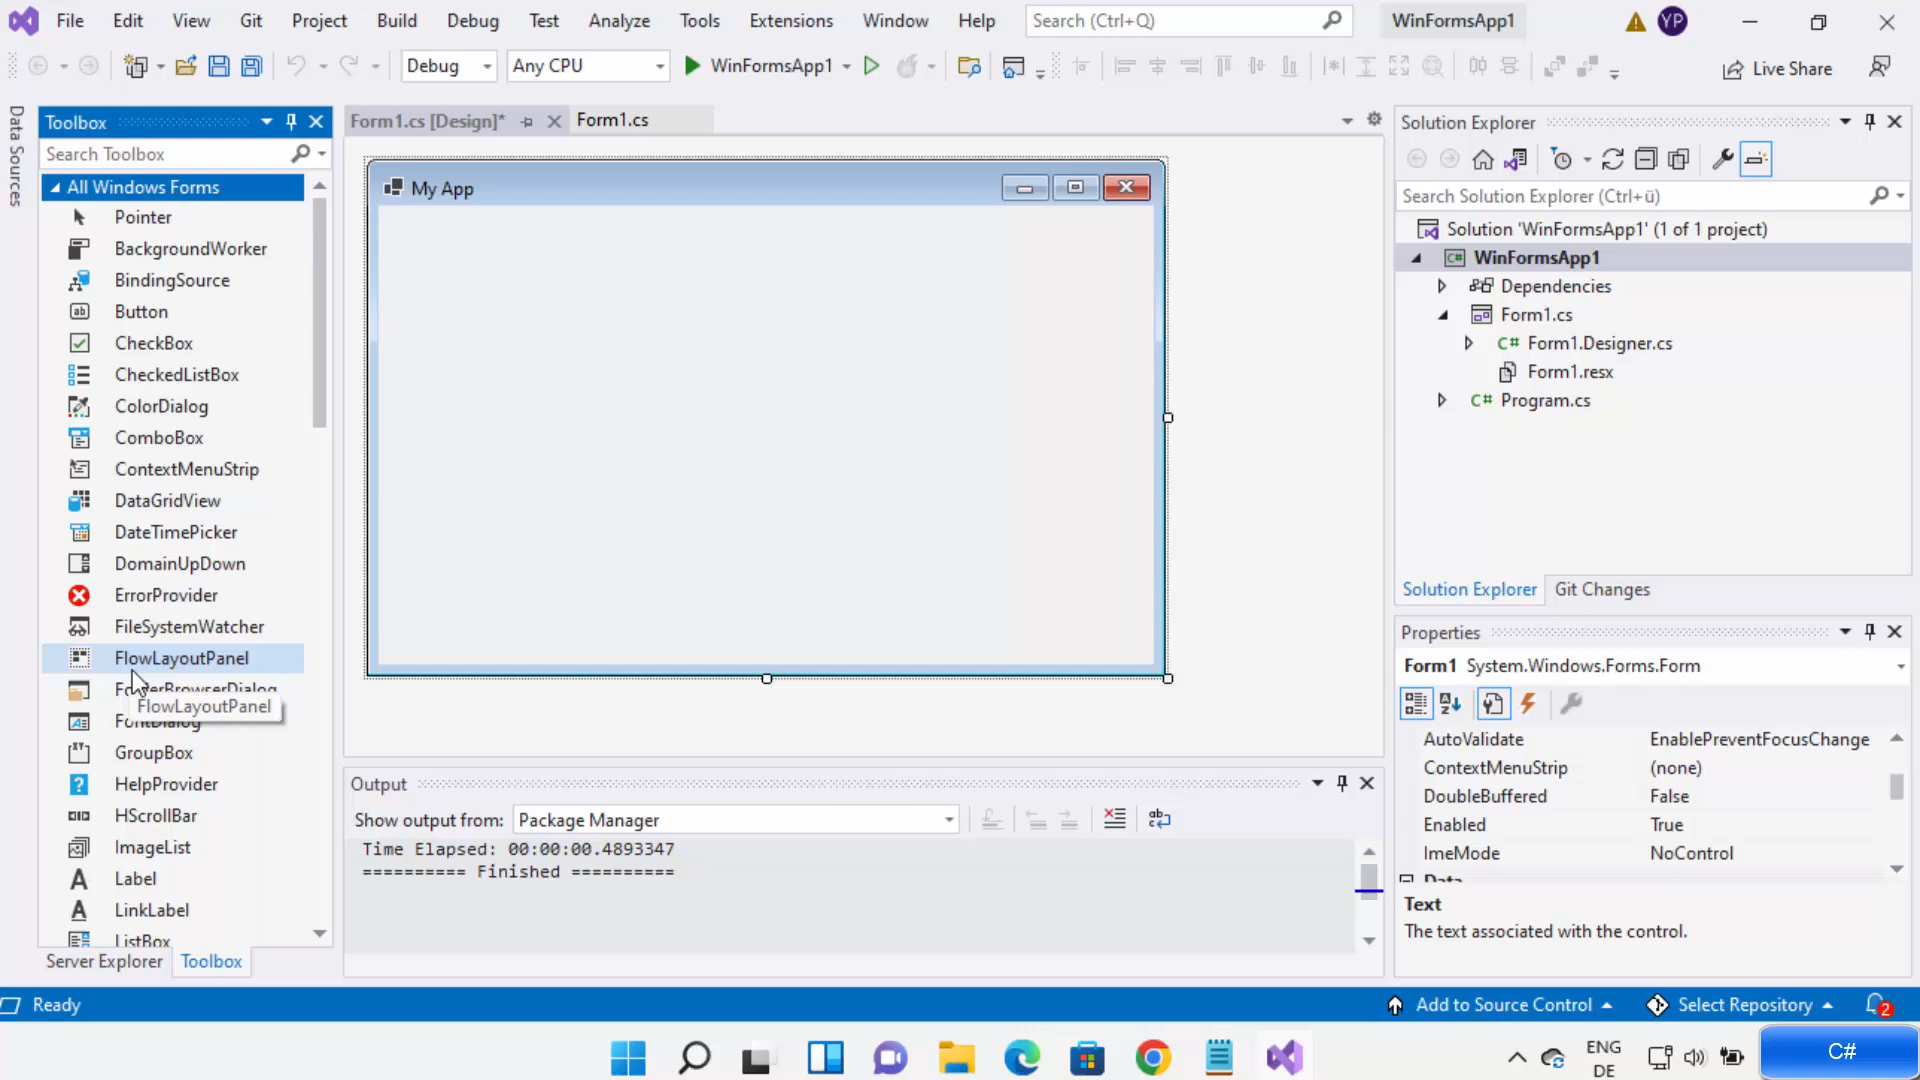 File Edit View Git Project Build Debug Test Analyze Tools Extensions Window Help Search (Ctrl+Q) WinFormsApp1 YP
Debug Any CPU WinFormsApp1 Live Share
Data Sources
Toolbox
Search Toolbox
All Windows Forms
Pointer
BackgroundWorker
BindingSource
Button
CheckBox
CheckedListBox
ColorDialog
ComboBox
ContextMenuStrip
DataGridView
DateTimePicker
DomainUpDown
ErrorProvider
FileSystemWatcher
FlowLayoutPanel
FolderBrowserDialog
FlowLayoutPanel
FontDialog
GroupBox
HelpProvider
HScrollBar
ImageList
Label
LinkLabel
ListBox
Server Explorer Toolbox
Form1.cs [Design]* Form1.cs
My App
Output
Show output from: Package Manager
Time Elapsed: 00:00:00.4893347
========== Finished ==========
Solution Explorer
Search Solution Explorer (Ctrl+ü)
Solution 'WinFormsApp1' (1 of 1 project)
C# WinFormsApp1
Dependencies
Form1.cs
C# Form1.Designer.cs
Form1.resx
C# Program.cs
Solution Explorer Git Changes
Properties
Form1 System.Windows.Forms.Form
AutoValidate EnablePreventFocusChange
ContextMenuStrip (none)
DoubleBuffered False
Enabled True
ImeMode NoControl
Data
Text
The text associated with the control.
Ready Add to Source Control Select Repository 2
ENG
DE
C#